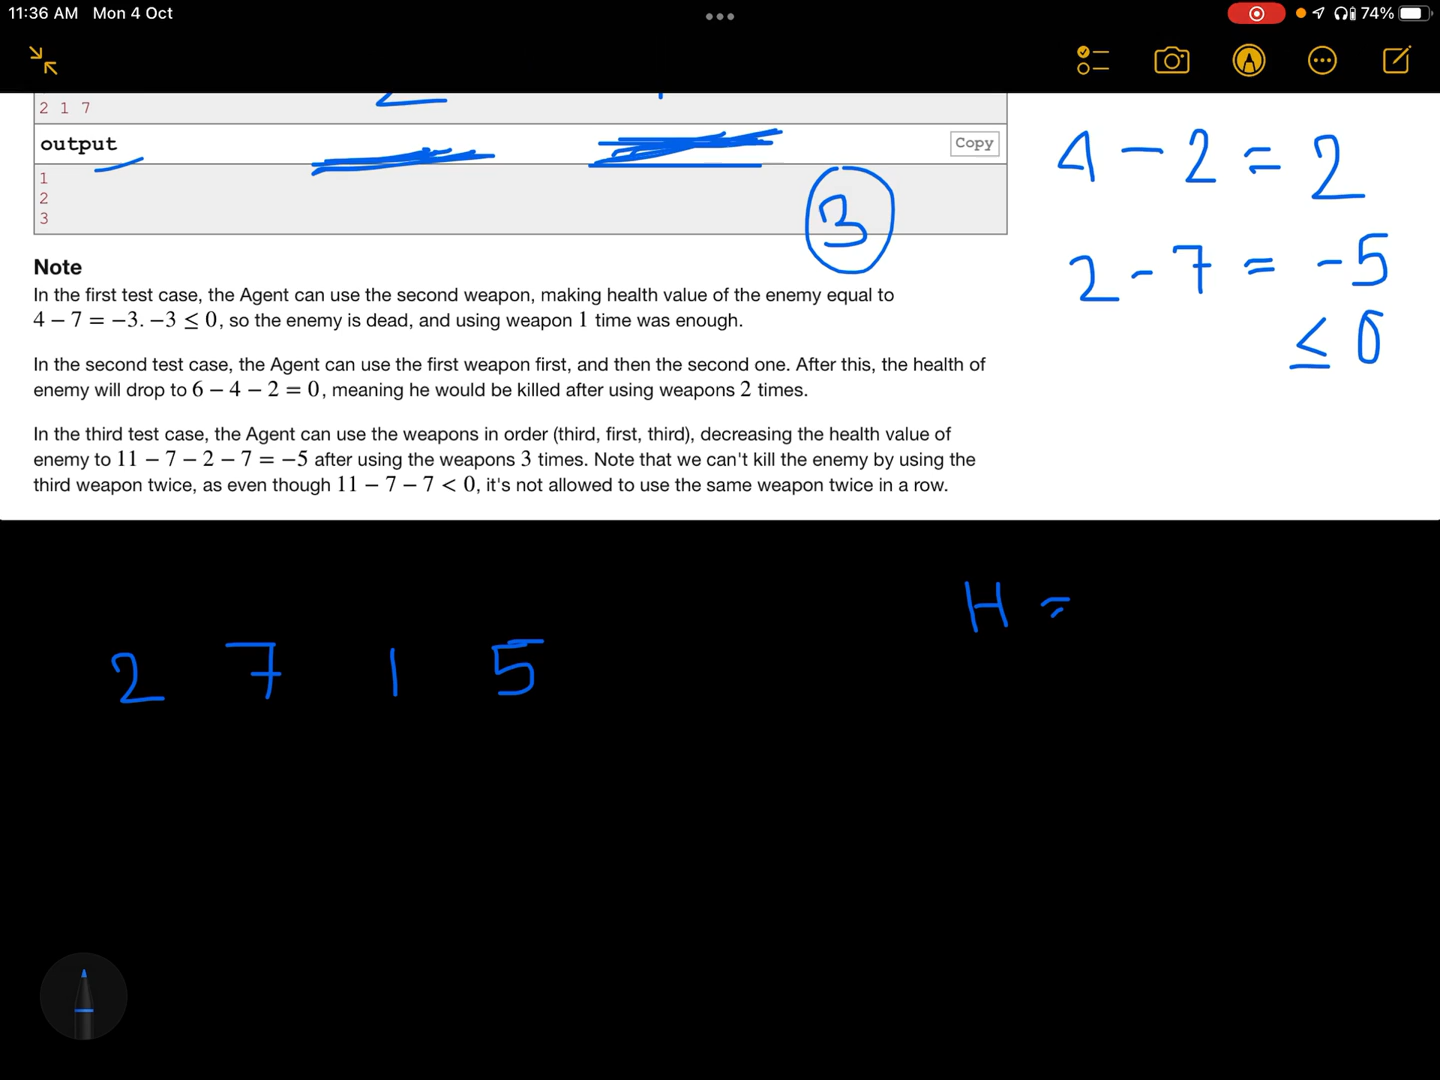 11:36 AM Mon 4 Oct
74%
2 1 7
output
Copy
1
2
3
3
4 - 2 = 2
2 - 7 = -5
≤ 0
Note
In the first test case, the Agent can use the second weapon, making health value of the enemy equal to
4 − 7 = −3. −3 ≤ 0, so the enemy is dead, and using weapon 1 time was enough.
In the second test case, the Agent can use the first weapon first, and then the second one. After this, the health of
enemy will drop to 6 − 4 − 2 = 0, meaning he would be killed after using weapons 2 times.
In the third test case, the Agent can use the weapons in order (third, first, third), decreasing the health value of
enemy to 11 − 7 − 2 − 7 = −5 after using the weapons 3 times. Note that we can't kill the enemy by using the
third weapon twice, as even though 11 − 7 − 7 < 0, it's not allowed to use the same weapon twice in a row.
H =
2 7 1 5